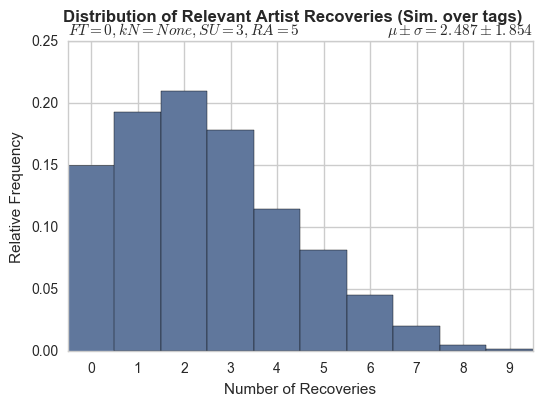 Distribution of Relevant Artist Recoveries (Sim. over tags)
FT = 0, kN = None, SU = 3, RA = 5 μ ± σ = 2.487 ± 1.854
0.25
0.20
0.15
0.10
0.05
0.00
Relative Frequency
0 1 2 3 4 5 6 7 8 9
Number of Recoveries